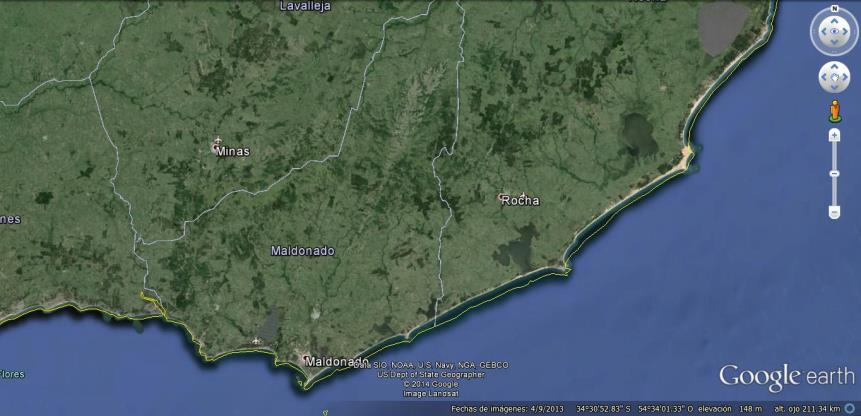 Lavalleja
N
Minas
Rocha
nes
Maldonado
Maldonado
Data SIO, NOAA, U.S. Navy, NGA, GEBCO
US Dept of State Geographer
© 2014 Google
Image Landsat
Flores
Google earth
Fechas de imágenes: 4/9/2013 34°30'52.83" S 54°34'01.33" O elevación 148 m alt. ojo 211.34 km